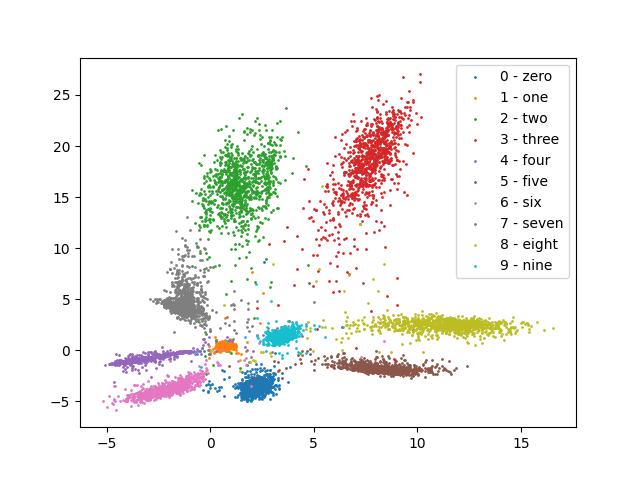 25
20
15
10
5
0
−5
−5
0
5
10
15
0 - zero
1 - one
2 - two
3 - three
4 - four
5 - five
6 - six
7 - seven
8 - eight
9 - nine